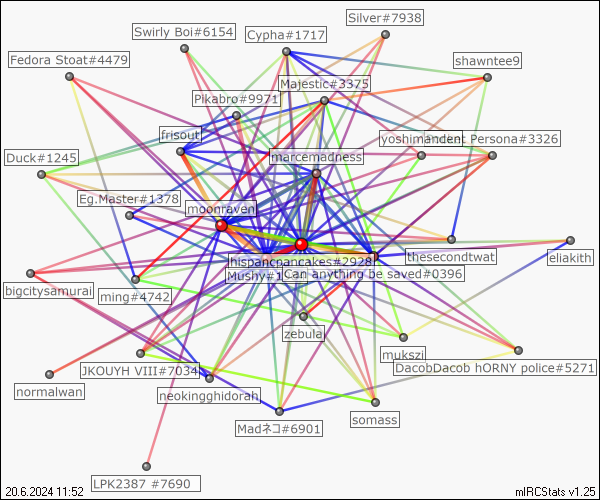 Silver#7938
Swirly Boi#6154
Cypha#1717
Fedora Stoat#4479
shawntee9
Majestic#3375
Pikabro#9971
frisout
yoshiman
dent Persona#3326
Duck#1245
marcemadness
Eg.Master#1378
moonraven
hispancpancakes#2928
thesecondtwat
eliakith
Mushy#1
Can anything be saved#0396
bigcitysamurai
ming#4742
zebula
mukszi
JKOUYH VIII#7034
DacobDacob hORNY police#5271
normalwan
neokingghidorah
Madネコ#6901
somass
LPK2387 #7690
20.6.2024 11:52
mIRCStats v1.25